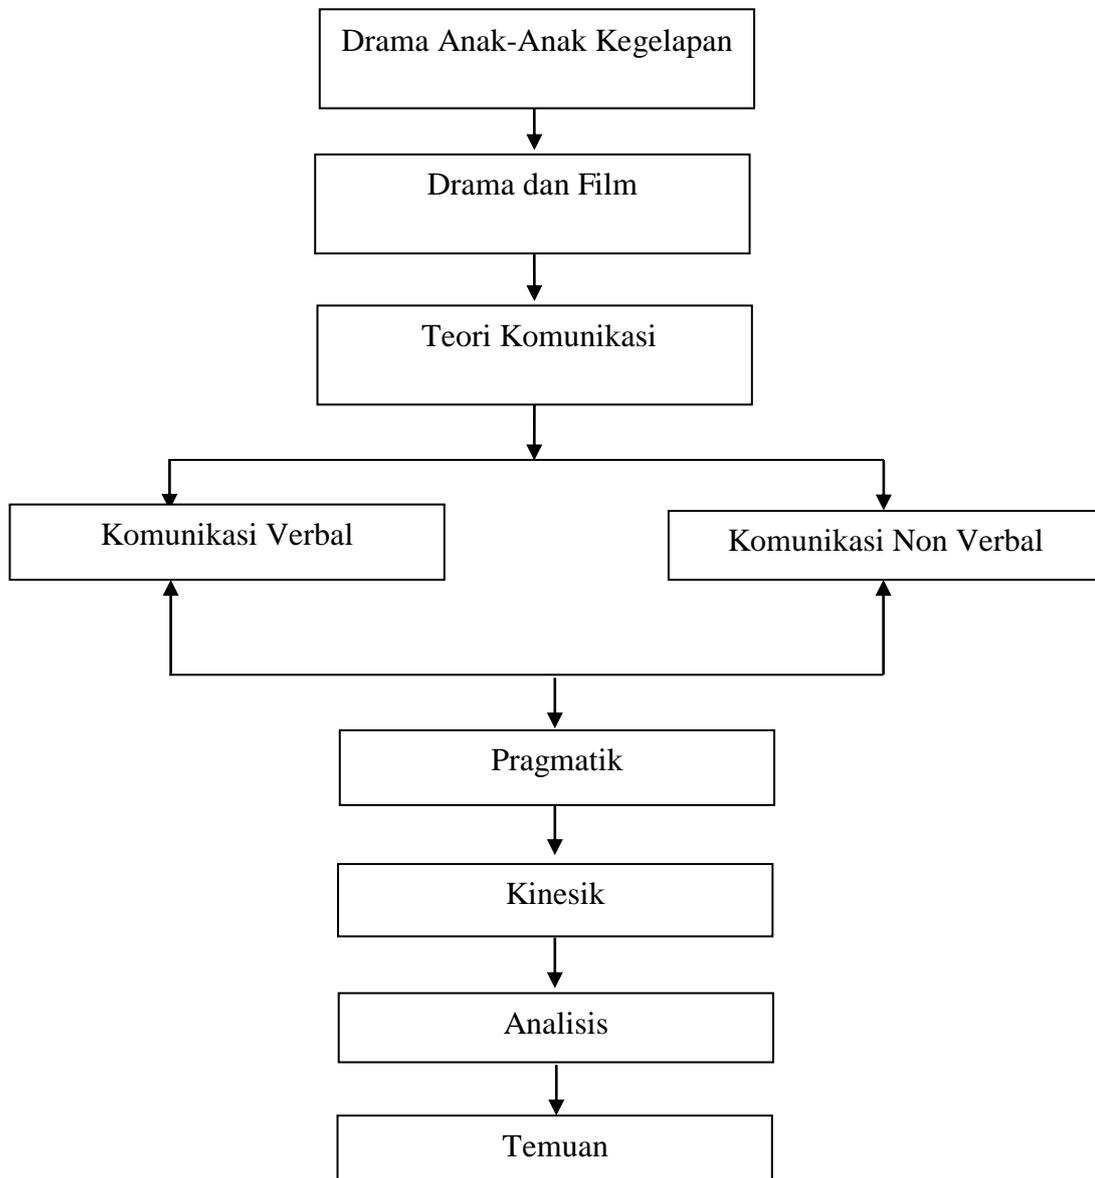 Drama Anak-Anak Kegelapan
Drama dan Film
Teori Komunikasi
Komunikasi Verbal
Komunikasi Non Verbal
Pragmatik
Kinesik
Analisis
Temuan